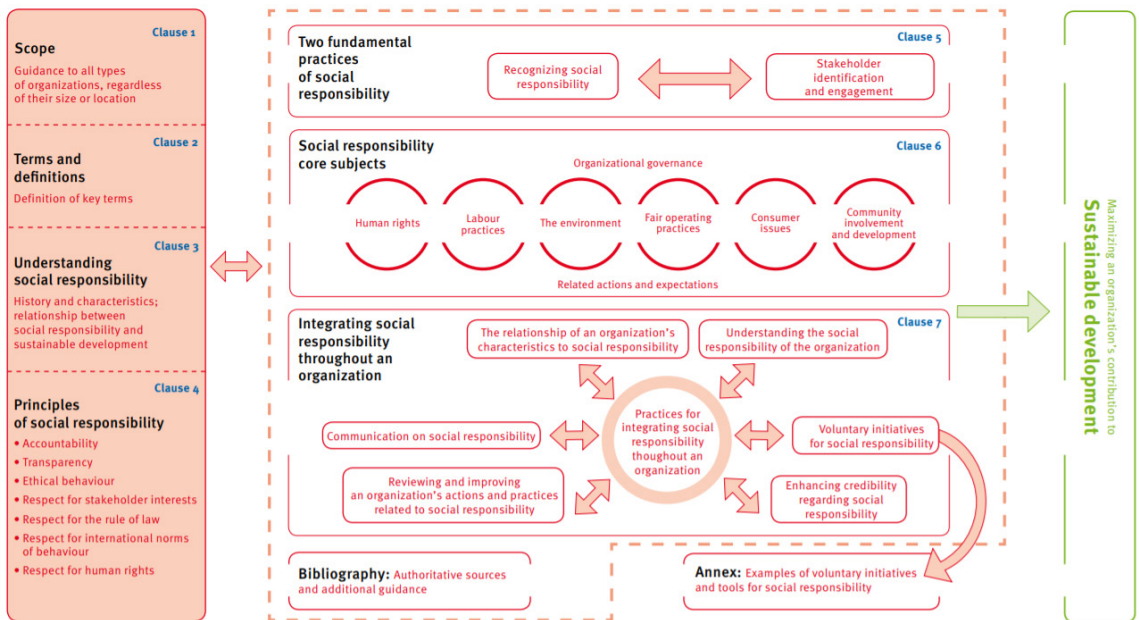 Clause 1
Scope
Guidance to all types
of organizations, regardless
of their size or location
Clause 2
Terms and
definitions
Definition of key terms
Clause 3
Understanding
social responsibility
History and characteristics;
relationship between
social responsibility and
sustainable development
Clause 4
Principles
of social responsibility
• Accountability
• Transparency
• Ethical behaviour
• Respect for stakeholder interests
• Respect for the rule of law
• Respect for international norms
of behaviour
• Respect for human rights
Two fundamental
practices
of social
responsibility
Clause 5
Recognizing social
responsibility
Stakeholder
identification
and engagement
Social responsibility
core subjects
Clause 6
Organizational governance
Human rights
Labour
practices
The environment
Fair operating
practices
Consumer
issues
Community
involvement
and development
Related actions and expectations
Integrating social
responsibility
throughout an
organization
Clause 7
The relationship of an organization's
characteristics to social responsibility
Understanding the social
responsibility of the organization
Practices for
integrating social
responsibility
thoughout an
organization
Communication on social responsibility
Voluntary initiatives
for social responsibility
Reviewing and improving
an organization's actions and practices
related to social responsibility
Enhancing credibility
regarding social
responsibility
Bibliography: Authoritative sources
and additional guidance
Annex: Examples of voluntary initiatives
and tools for social responsibility
Maximizing an organization's contribution to
Sustainable development